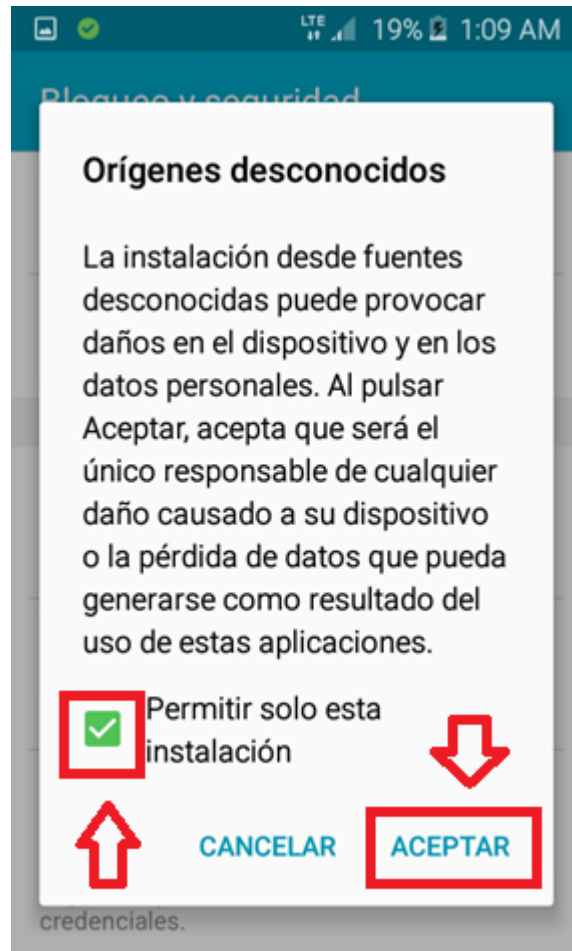 LTE 19% 1:09 AM
Bloqueo y seguridad
Orígenes desconocidos
La instalación desde fuentes
desconocidas puede provocar
daños en el dispositivo y en los
datos personales. Al pulsar
Aceptar, acepta que será el
único responsable de cualquier
daño causado a su dispositivo
o la pérdida de datos que pueda
generarse como resultado del
uso de estas aplicaciones.
Permitir solo esta
instalación
CANCELAR ACEPTAR
credenciales.